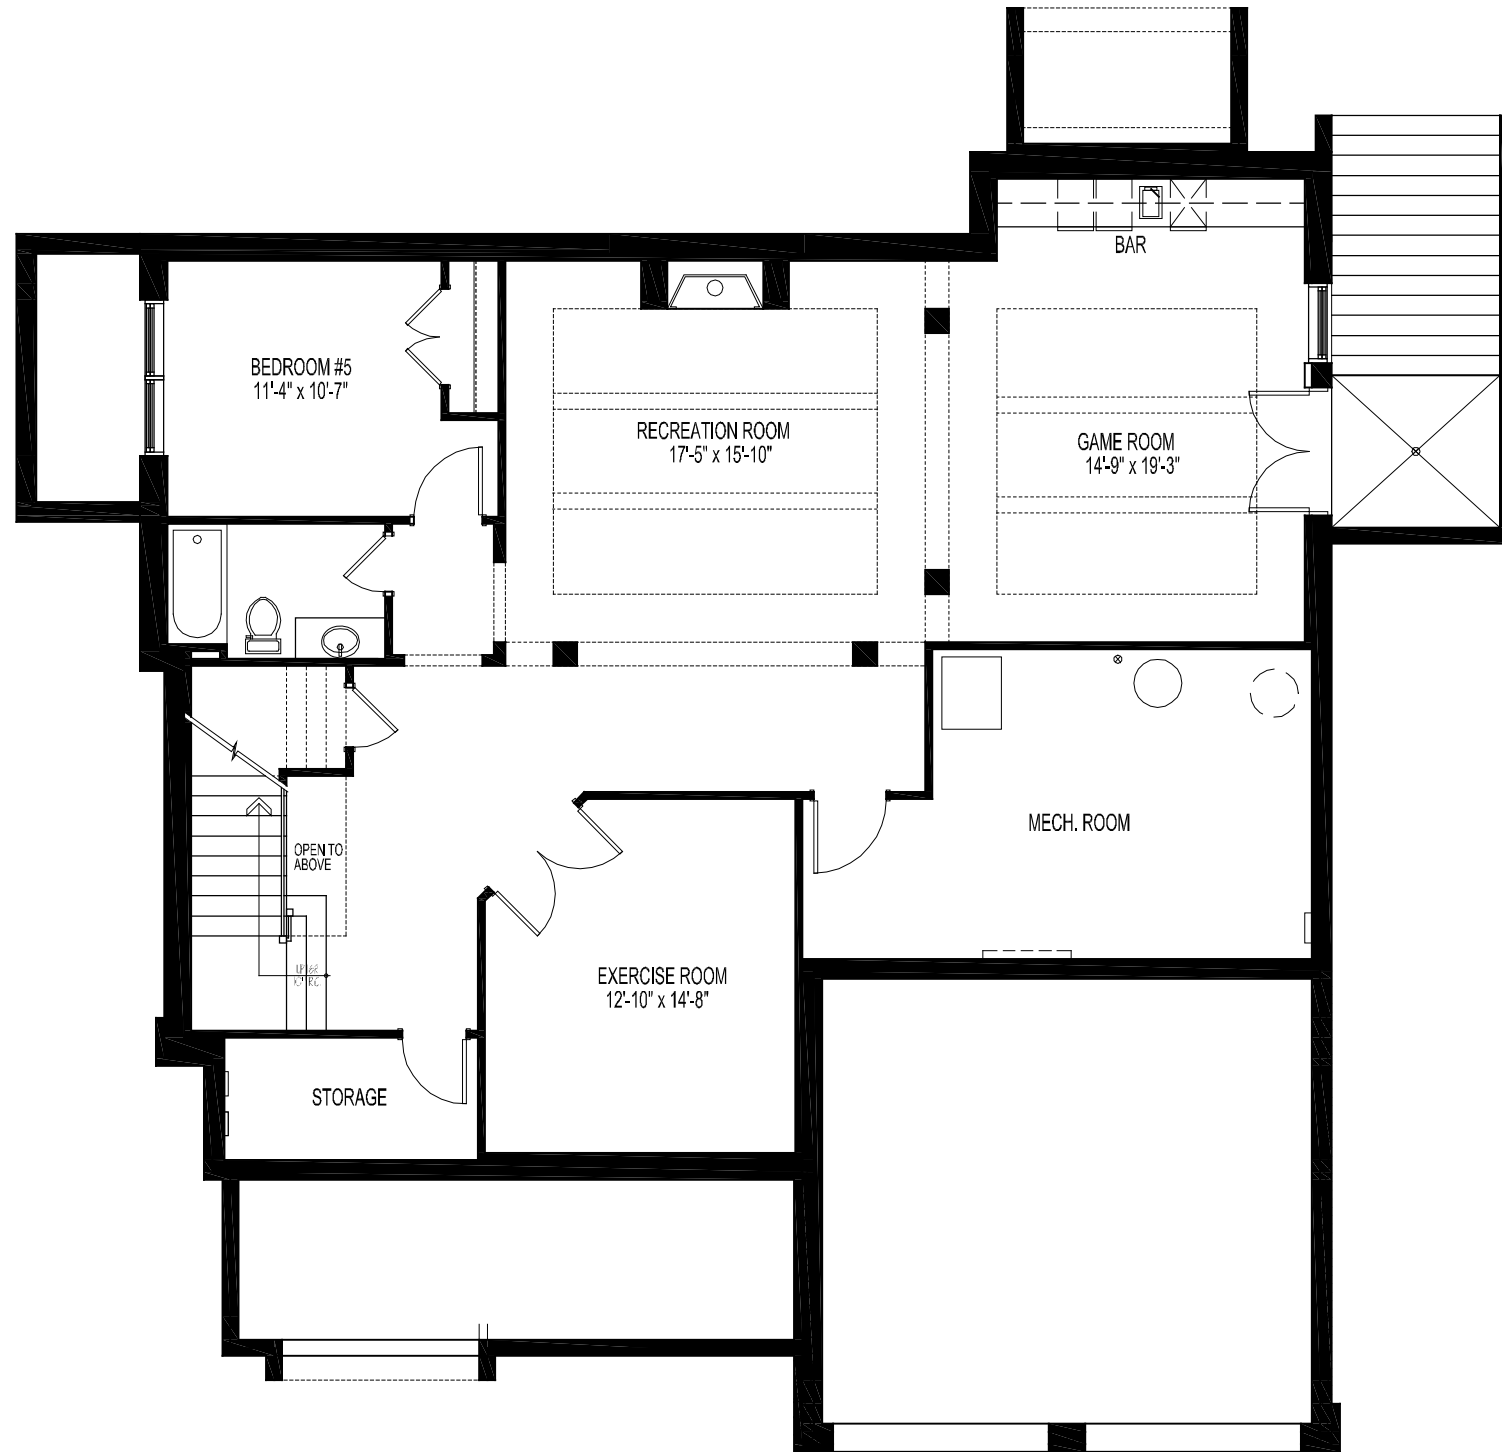 BAR
BEDROOM #5
11'-4" x 10'-7"
RECREATION ROOM
17'-5" x 15'-10"
GAME ROOM
14'-9" x 19'-3"
MECH. ROOM
OPEN TO
ABOVE
EXERCISE ROOM
12'-10" x 14'-8"
STORAGE